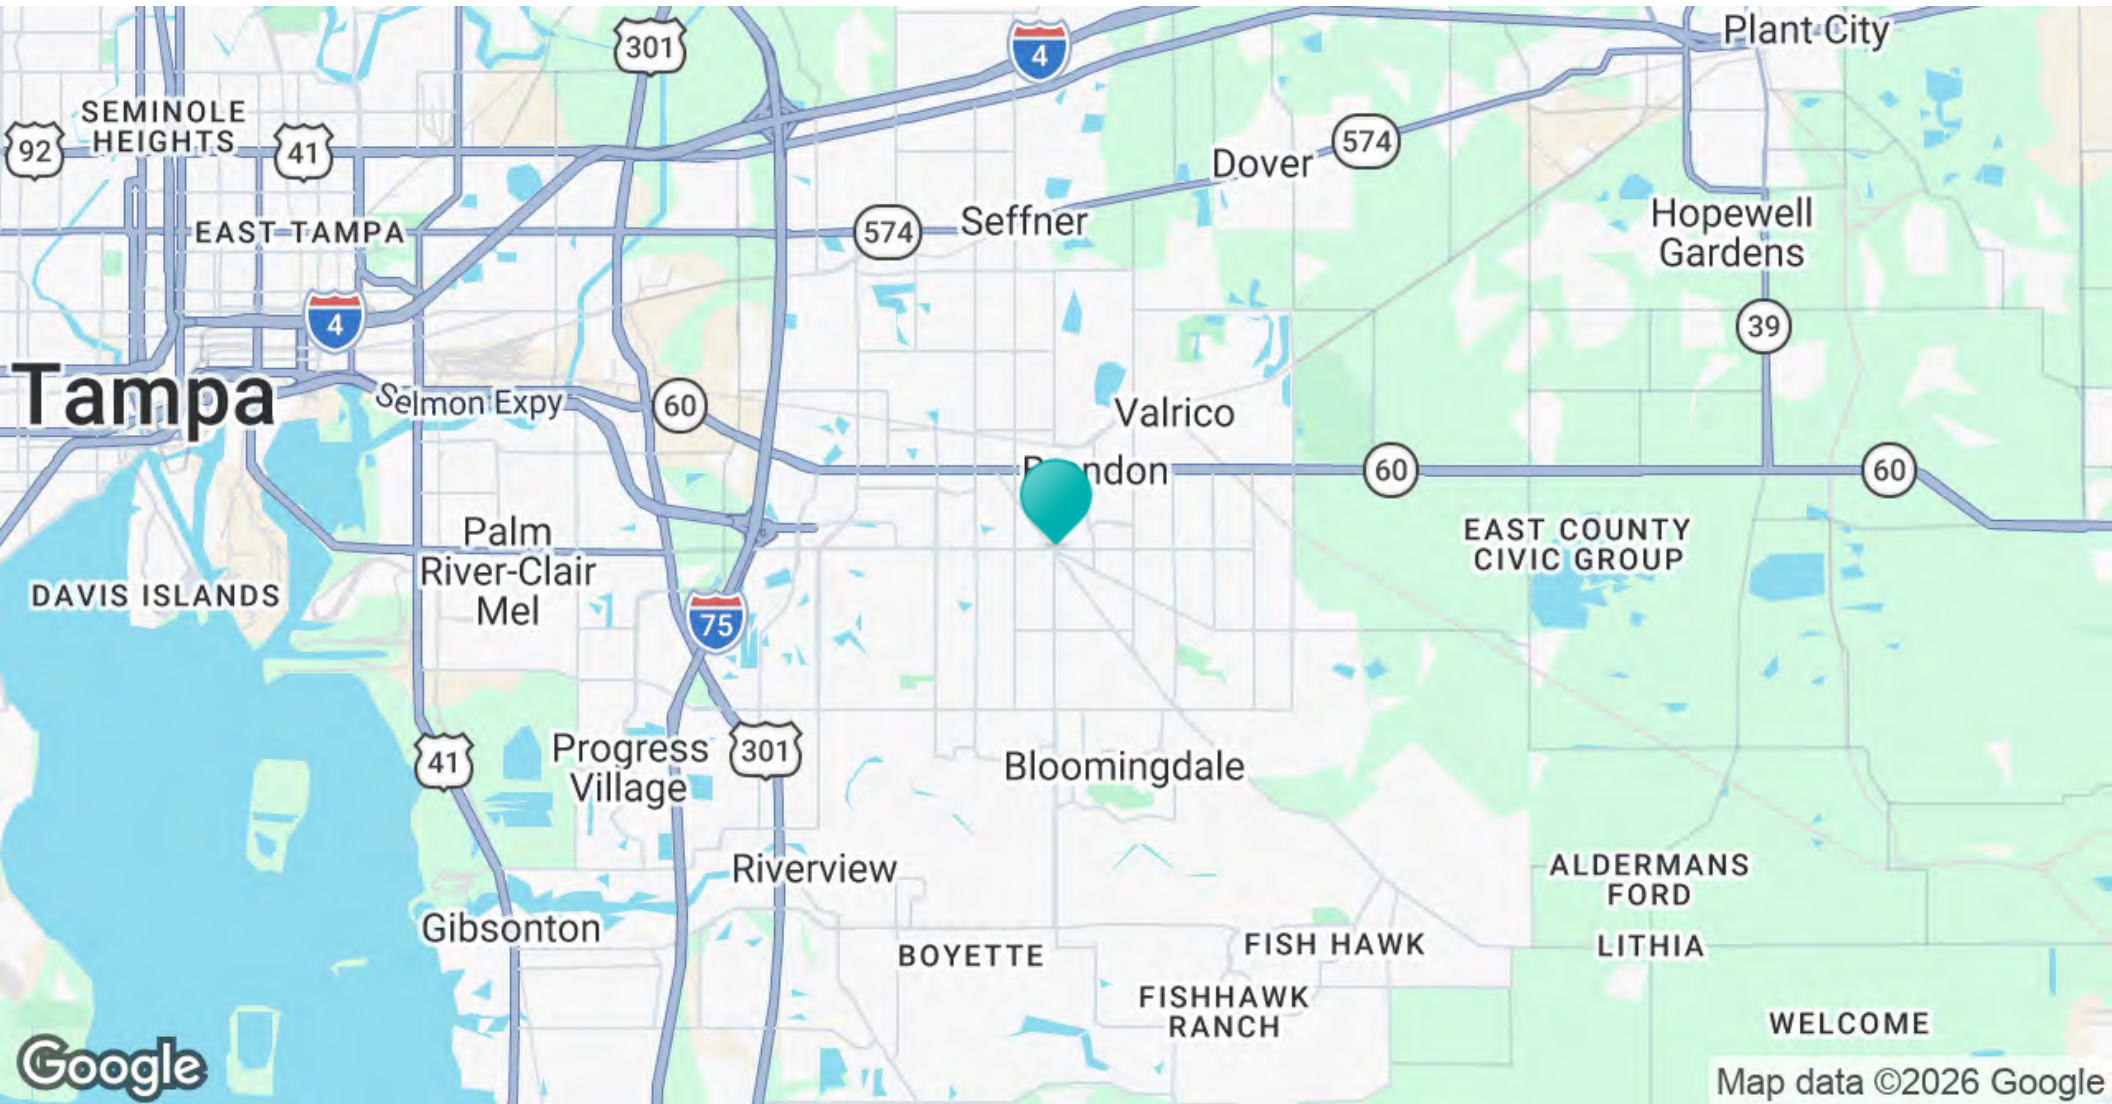 301
4
Plant City
SEMINOLE
HEIGHTS
92
41
574
Dover
EAST TAMPA
574
Seffner
Hopewell
Gardens
4
39
Tampa
Selmon Expy
60
Valrico
ndon
60
60
Palm
River-Clair
Mel
EAST COUNTY
CIVIC GROUP
DAVIS ISLANDS
75
Progress
Village
301
41
Bloomingdale
Riverview
ALDERMANS
FORD
Gibsonton
BOYETTE
FISH HAWK
LITHIA
FISHHAWK
RANCH
WELCOME
Google
Map data ©2026 Google